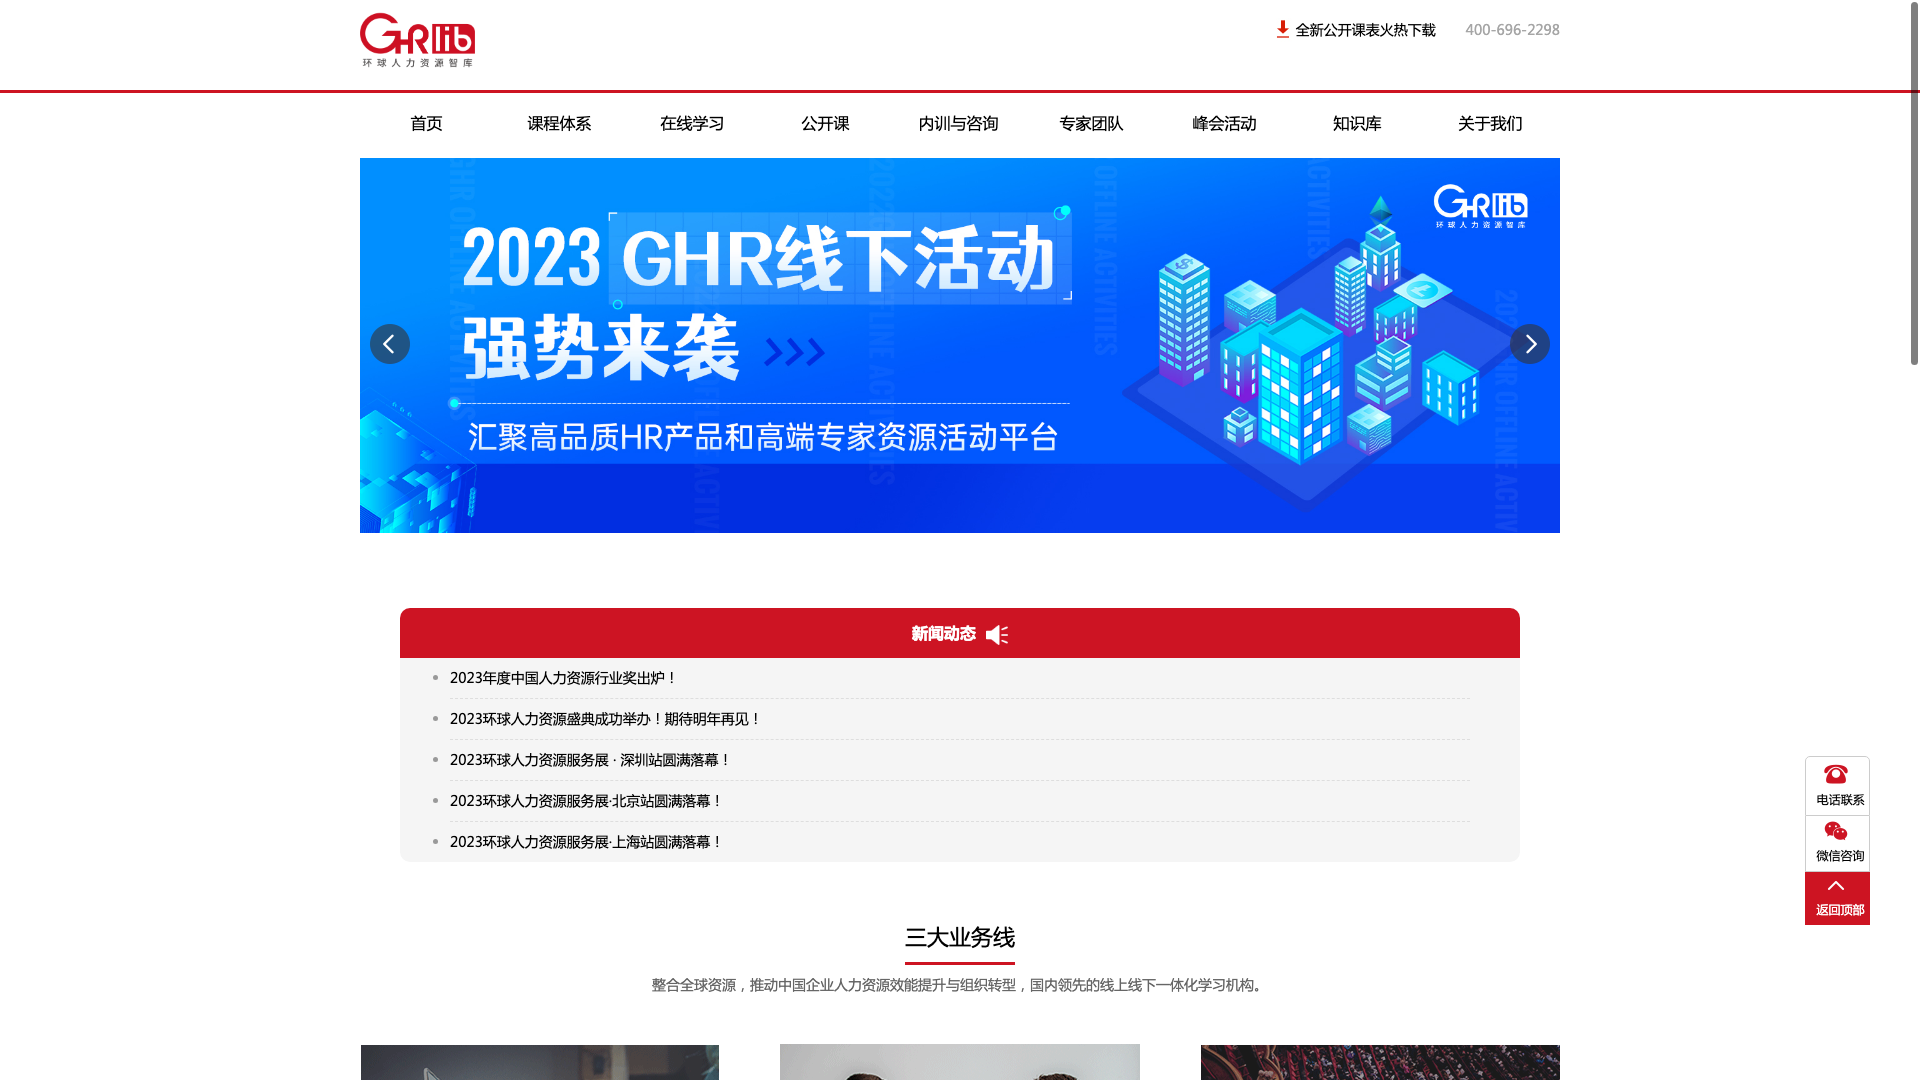 GHRlib
环球人力资源智库
全新公开课表火热下载
400-696-2298
首页
课程体系
在线学习
公开课
内训与咨询
专家团队
峰会活动
知识库
关于我们
GHRlib
环球人力资源智库
2023 GHR线下活动
强势来袭
汇聚高品质HR产品和高端专家资源活动平台
新闻动态
2023年度中国人力资源行业奖出炉！
2023环球人力资源盛典成功举办！期待明年再见！
2023环球人力资源服务展 · 深圳站圆满落幕！
2023环球人力资源服务展·北京站圆满落幕！
2023环球人力资源服务展·上海站圆满落幕！
电话联系
微信咨询
返回顶部
三大业务线
整合全球资源，推动中国企业人力资源效能提升与组织转型，国内领先的线上线下一体化学习机构。